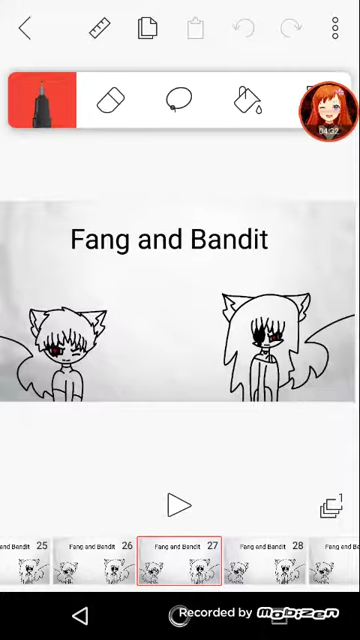 04:32
Fang and Bandit
and Bandit 25
Fang and Bandit 26
Fang and Bandit 27
Fang and Bandit 28
Fang and B
Recorded by mobizen